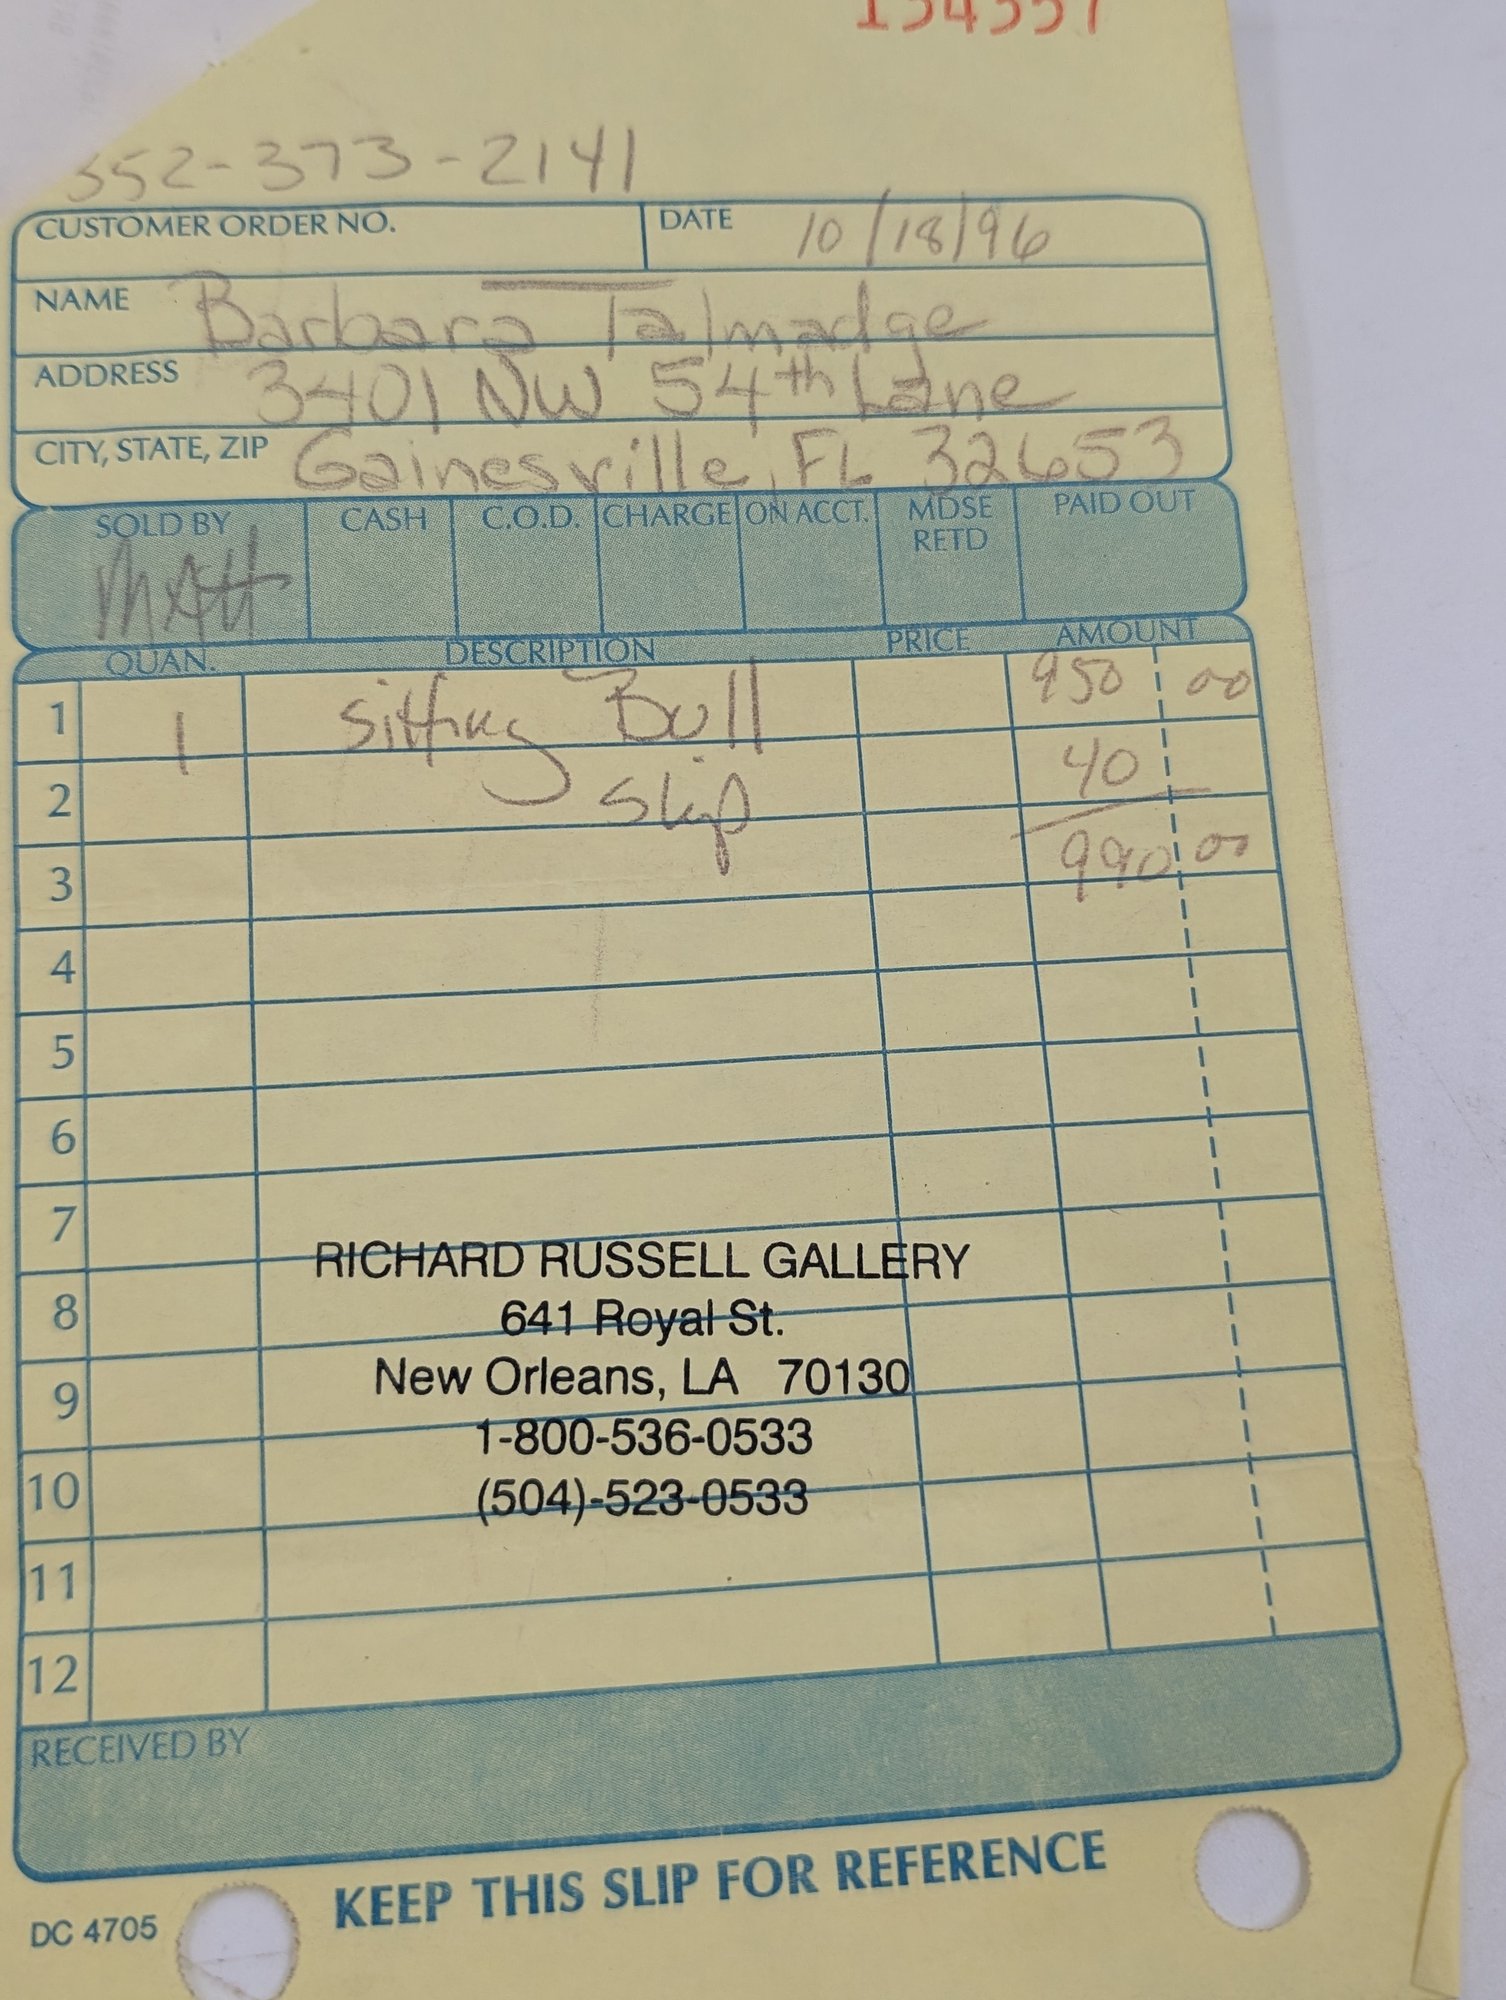 134357
352-373-2141
CUSTOMER ORDER NO. DATE 10/18/96
NAME Barbara Talmadge
ADDRESS 3401 NW 54th Lane
CITY, STATE, ZIP Gainesville, FL 32653
SOLD BY CASH C.O.D. CHARGE ON ACCT. MDSE RETD PAID OUT
MATT
QUAN. DESCRIPTION PRICE AMOUNT
1 1 Sitting Bull 950 00
2 Ship 40
3 990 00
4
5
6
7
RICHARD RUSSELL GALLERY
8 641 Royal St.
9 New Orleans, LA 70130
1-800-536-0533
10 (504)-523-0533
11
12
RECEIVED BY
KEEP THIS SLIP FOR REFERENCE
DC 4705